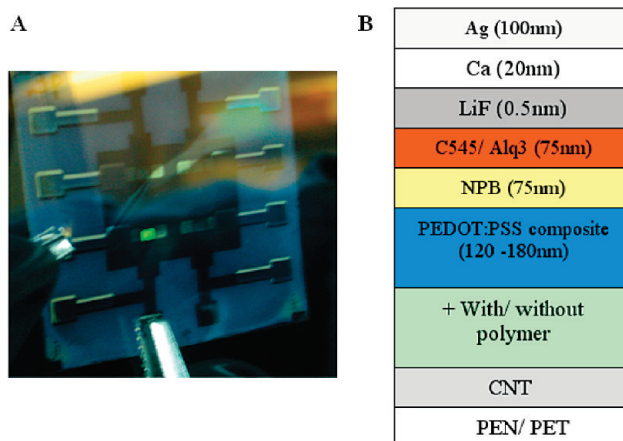 A
B
Ag (100nm)
Ca (20nm)
LiF (0.5nm)
C545/ Alq3 (75nm)
NPB (75nm)
PEDOT:PSS composite
(120 -180nm)
+ With/ without
polymer
CNT
PEN/ PET